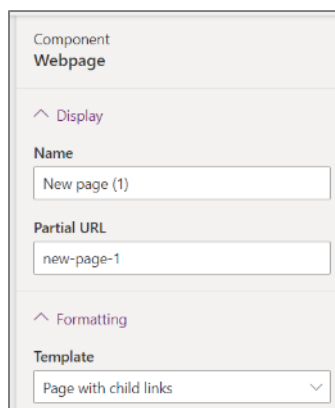 Component
Webpage
Display
Name
New page (1)
Partial URL
new-page-1
Formatting
Template
Page with child links